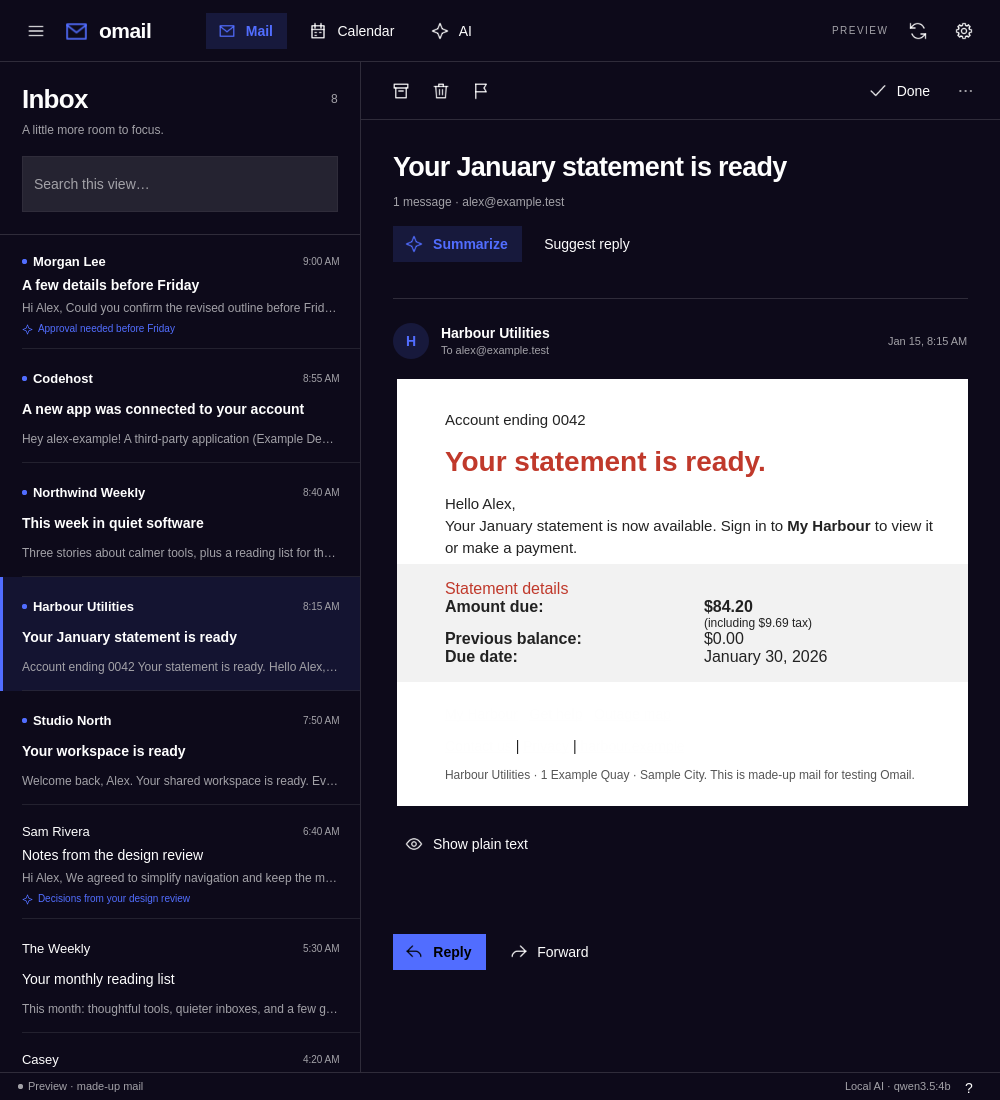 omail
Mail
Calendar
AI
PREVIEW
Inbox
8
A little more room to focus.
Search this view…
Morgan Lee
9:00 AM
A few details before Friday
Hi Alex, Could you confirm the revised outline before Frid…
Approval needed before Friday
Codehost
8:55 AM
A new app was connected to your account
Hey alex-example! A third-party application (Example De…
Northwind Weekly
8:40 AM
This week in quiet software
Three stories about calmer tools, plus a reading list for th…
Harbour Utilities
8:15 AM
Your January statement is ready
Account ending 0042 Your statement is ready. Hello Alex,…
Studio North
7:50 AM
Your workspace is ready
Welcome back, Alex. Your shared workspace is ready. Ev…
Sam Rivera
6:40 AM
Notes from the design review
Hi Alex, We agreed to simplify navigation and keep the m…
Decisions from your design review
The Weekly
5:30 AM
Your monthly reading list
This month: thoughtful tools, quieter inboxes, and a few g…
Casey
4:20 AM
Done
Your January statement is ready
1 message · alex@example.test
Summarize
Suggest reply
H
Harbour Utilities
To alex@example.test
Jan 15, 8:15 AM
Account ending 0042
Your statement is ready.
Hello Alex,
Your January statement is now available. Sign in to My Harbour to view it
or make a payment.
Statement details
Amount due: $84.20
(including $9.69 tax)
Previous balance: $0.00
Due date: January 30, 2026
| |
Harbour Utilities · 1 Example Quay · Sample City. This is made-up mail for testing Omail.
Show plain text
Reply
Forward
Preview · made-up mail
Local AI · qwen3.5:4b
?